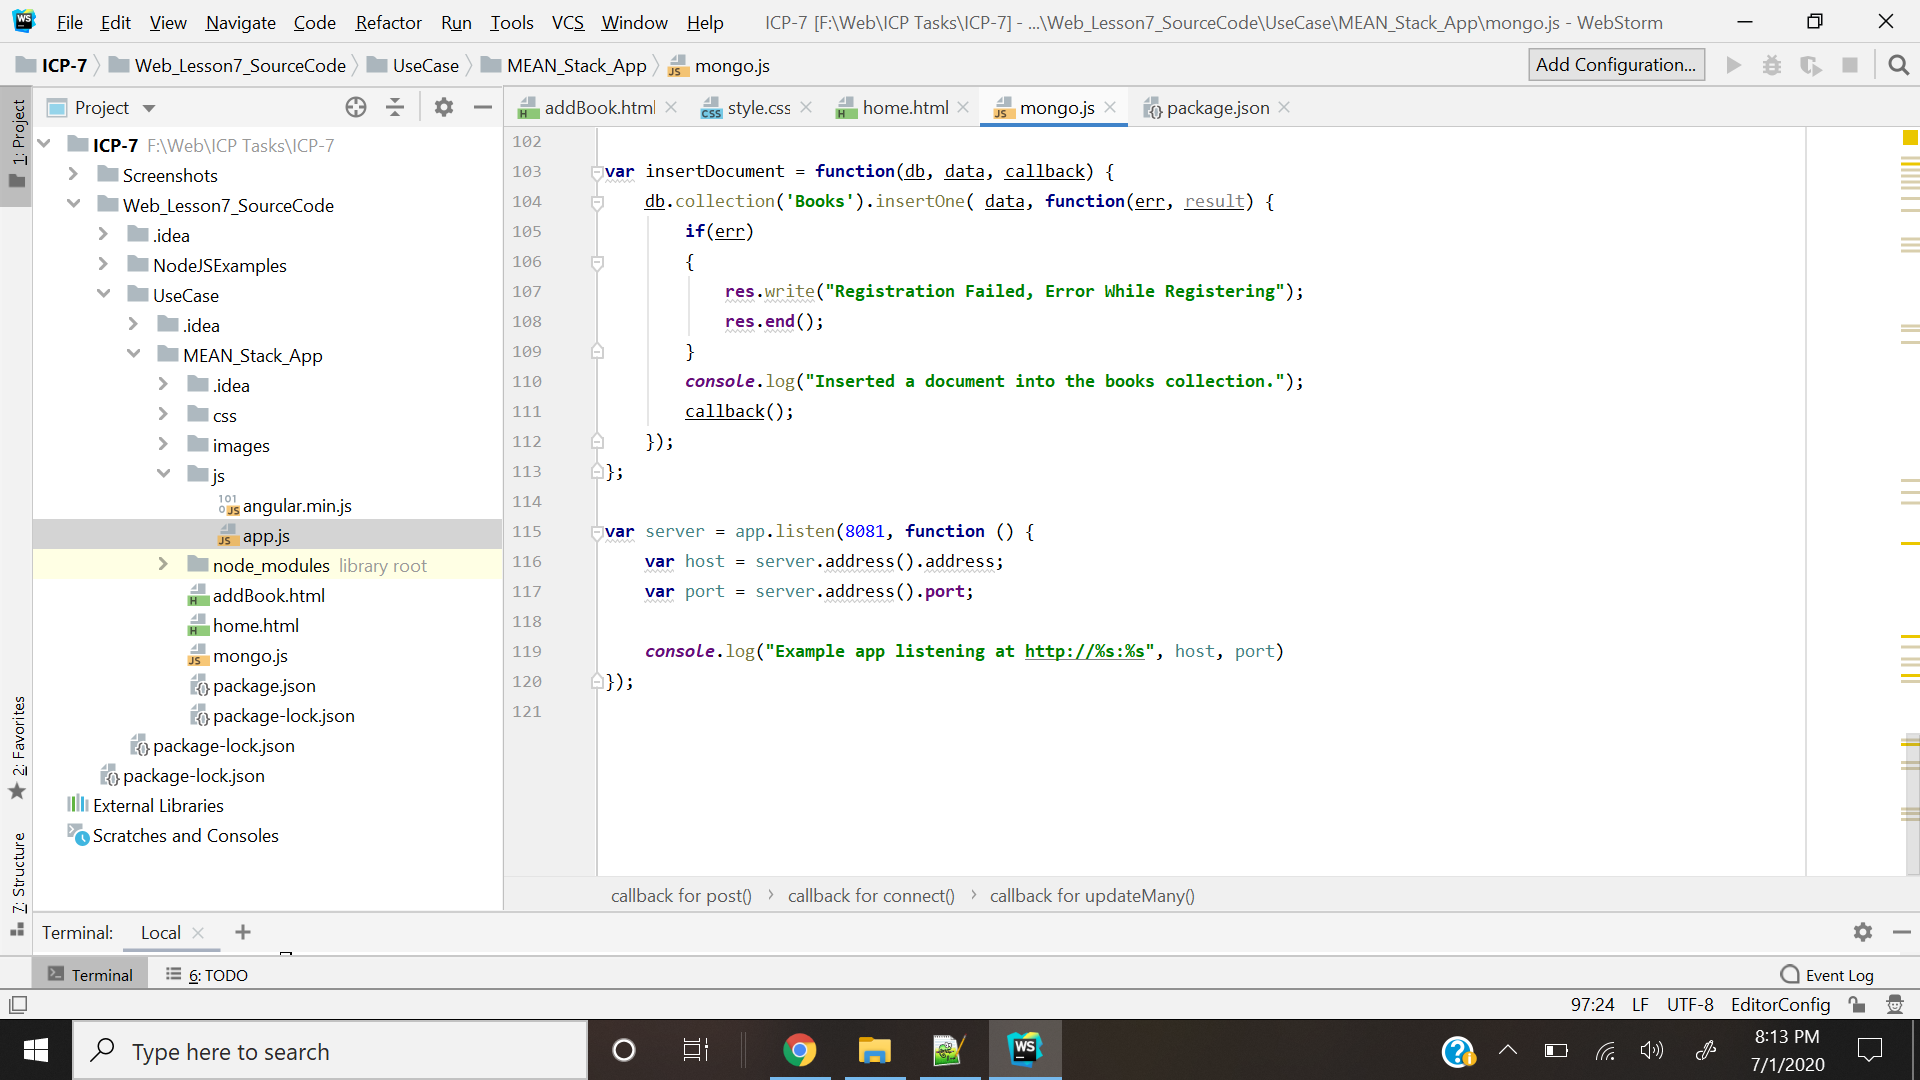 File Edit View Navigate Code Refactor Run Tools VCS Window Help ICP-7 [F:\Web\ICP Tasks\ICP-7] - ...\Web_Lesson7_SourceCode\UseCase\MEAN_Stack_App\mongo.js - WebStorm
ICP-7 Web_Lesson7_SourceCode UseCase MEAN_Stack_App mongo.js Add Configuration...
1: Project
Project
addBook.html style.css home.html mongo.js package.json
ICP-7 F:\Web\ICP Tasks\ICP-7
Screenshots
Web_Lesson7_SourceCode
.idea
NodeJSExamples
UseCase
.idea
MEAN_Stack_App
.idea
css
images
js
angular.min.js
app.js
node_modules library root
addBook.html
home.html
mongo.js
package.json
package-lock.json
package-lock.json
package-lock.json
External Libraries
Scratches and Consoles
2: Favorites
7: Structure
102
103 var insertDocument = function(db, data, callback) {
104 db.collection('Books').insertOne( data, function(err, result) {
105 if(err)
106 {
107 res.write("Registration Failed, Error While Registering");
108 res.end();
109 }
110 console.log("Inserted a document into the books collection.");
111 callback();
112 });
113 };
114
115 var server = app.listen(8081, function () {
116 var host = server.address().address;
117 var port = server.address().port;
118
119 console.log("Example app listening at http://%s:%s", host, port)
120 });
121
callback for post() callback for connect() callback for updateMany()
Terminal: Local
Terminal 6: TODO Event Log
97:24 LF UTF-8 EditorConfig
Type here to search
WS
8:13 PM
7/1/2020